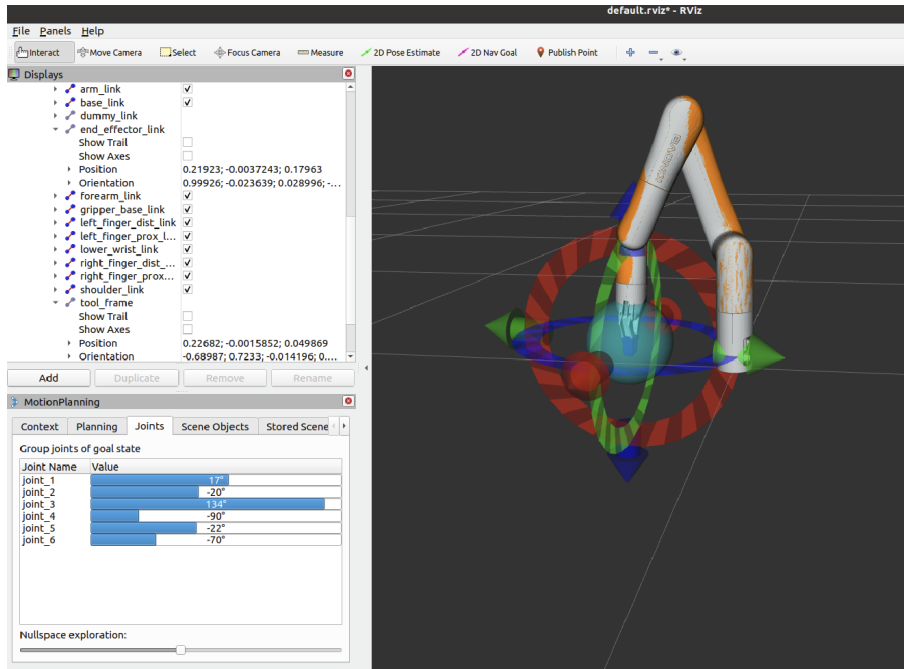 default.rviz* - RViz
File Panels Help
Interact Move Camera Select Focus Camera Measure 2D Pose Estimate 2D Nav Goal Publish Point
Displays
arm_link
base_link
dummy_link
end_effector_link
Show Trail
Show Axes
Position 0.21923; -0.0037243; 0.17963
Orientation 0.99926; -0.023639; 0.028996; -...
forearm_link
gripper_base_link
left_finger_dist_link
left_finger_prox_l...
lower_wrist_link
right_finger_dist_...
right_finger_prox...
shoulder_link
tool_frame
Show Trail
Show Axes
Position 0.22682; -0.0015852; 0.049869
Orientation -0.68987; 0.7233; -0.014196; 0....
Add Duplicate Remove Rename
MotionPlanning
Context Planning Joints Scene Objects Stored Scene
Group joints of goal state
Joint Name Value
joint_1 17°
joint_2 -20°
joint_3 134°
joint_4 -90°
joint_5 -22°
joint_6 -70°
Nullspace exploration:
KINOVA